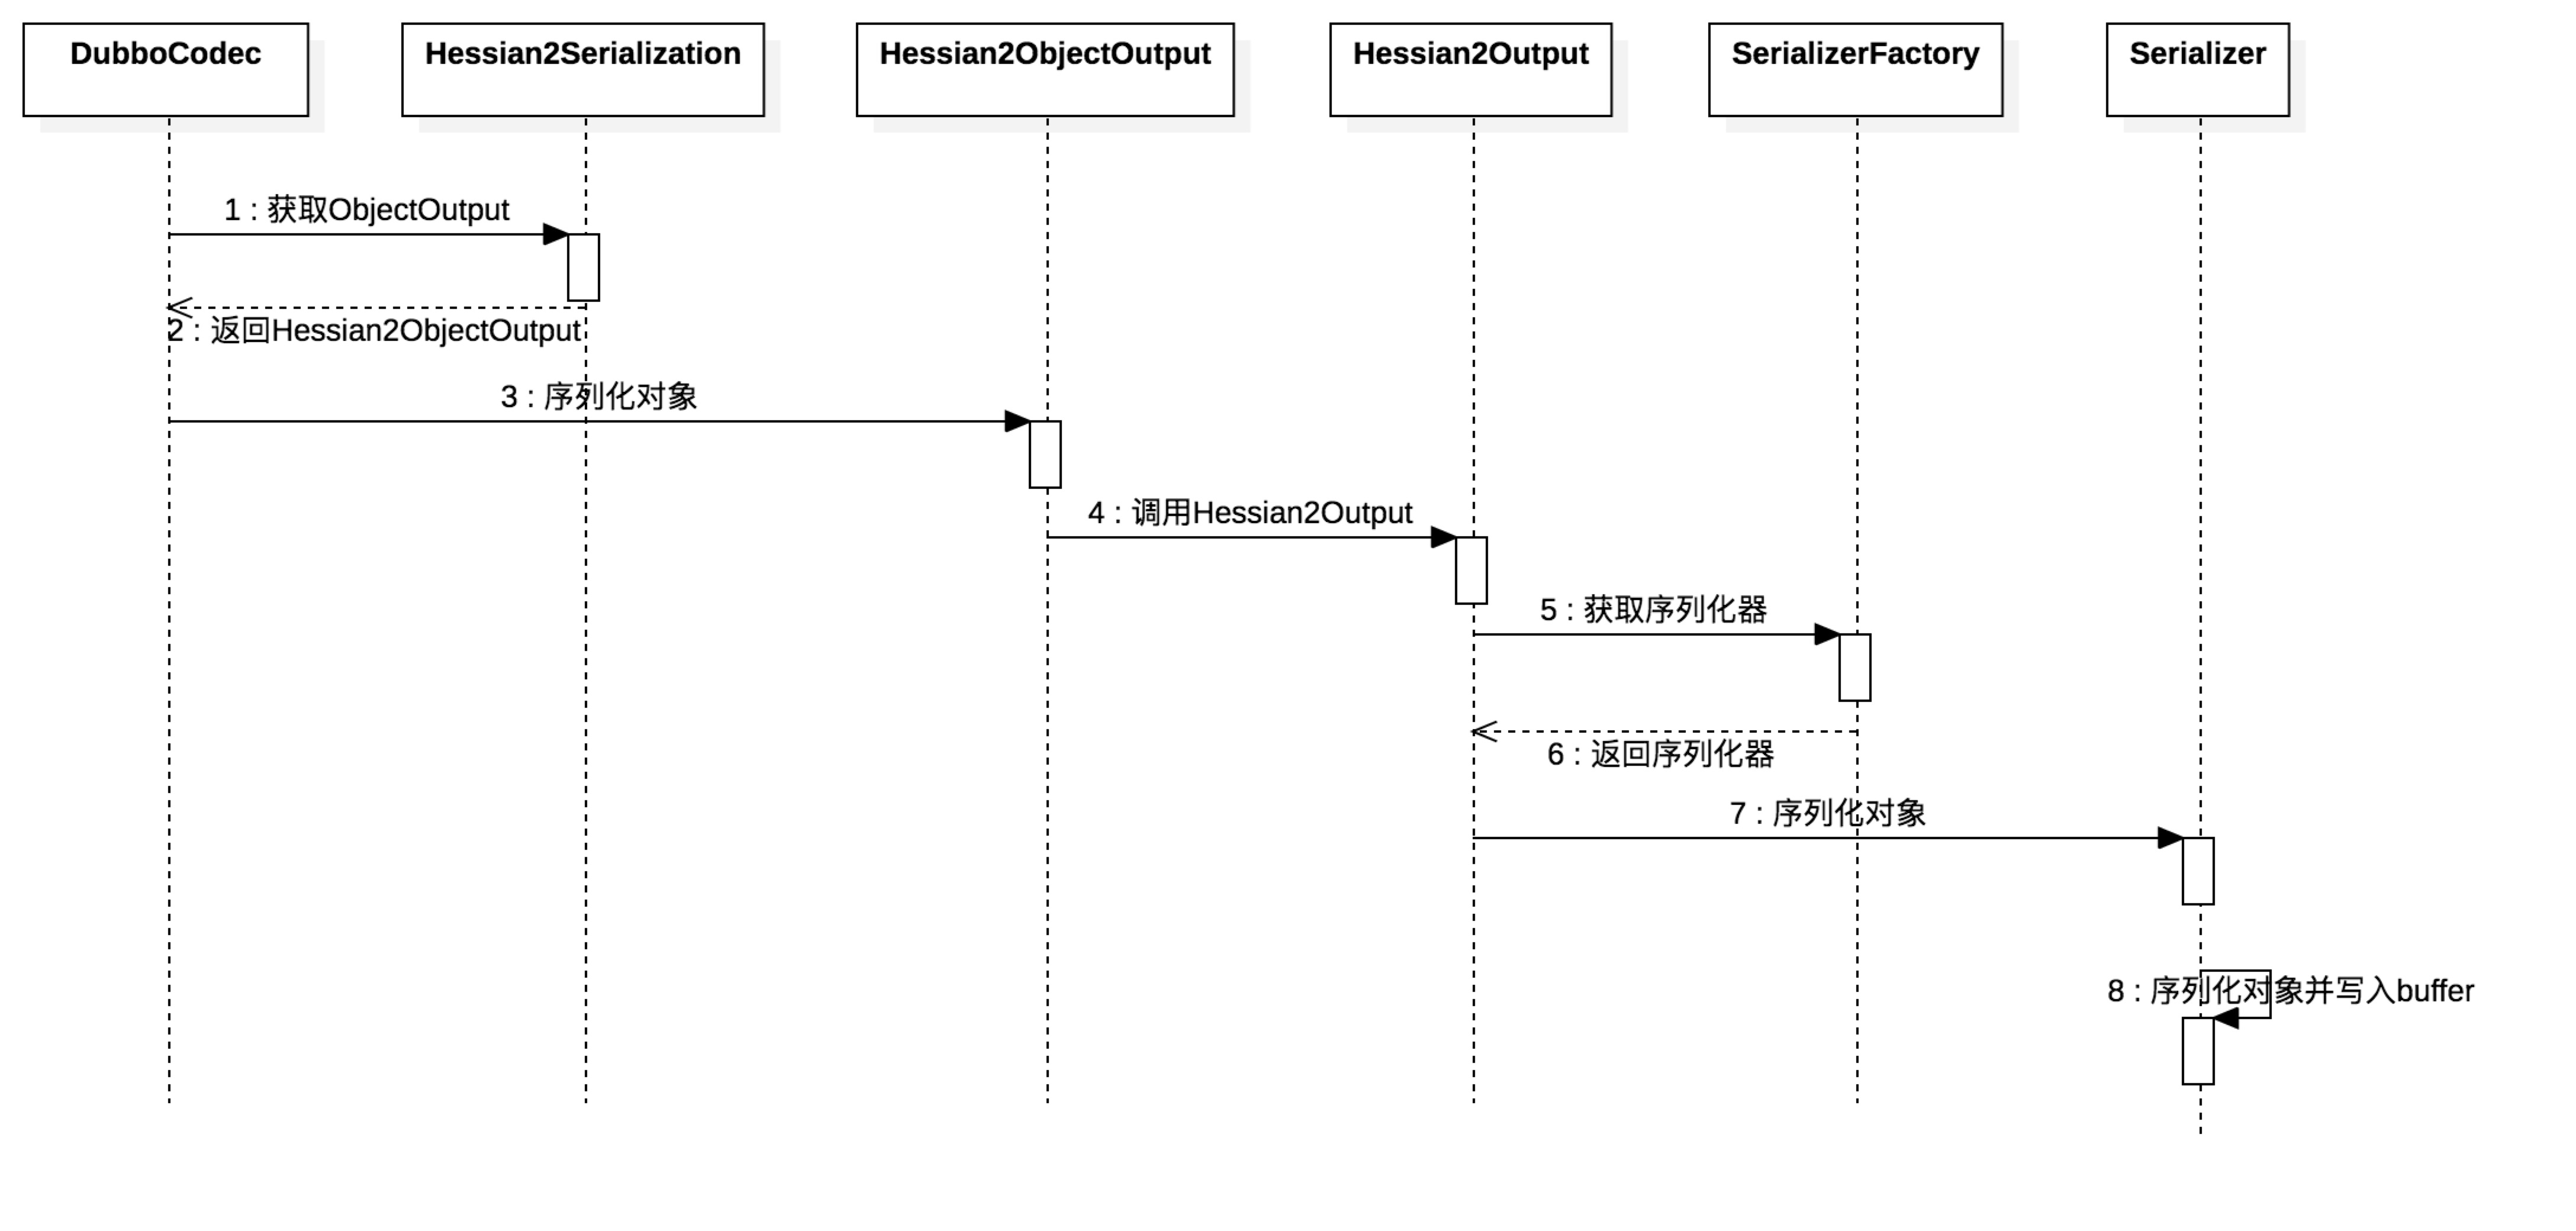 DubboCodec
Hessian2Serialization
Hessian2ObjectOutput
Hessian2Output
SerializerFactory
Serializer
1 : 获取ObjectOutput
2 : 返回Hessian2ObjectOutput
3 : 序列化对象
4 : 调用Hessian2Output
5 : 获取序列化器
6 : 返回序列化器
7 : 序列化对象
8 : 序列化对象并写入buffer